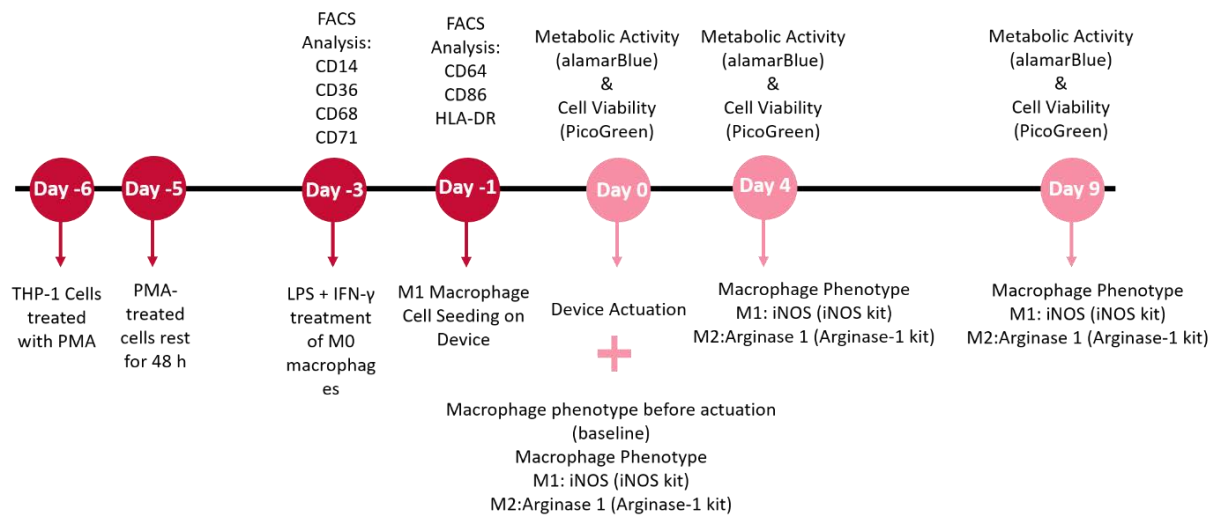 FACS
Analysis:
CD14
CD36
CD68
CD71
FACS
Analysis:
CD64
CD86
HLA-DR
Metabolic Activity
(alamarBlue)
&
Cell Viability
(PicoGreen)
Metabolic Activity
(alamarBlue)
&
Cell Viability
(PicoGreen)
Metabolic Activity
(alamarBlue)
&
Cell Viability
(PicoGreen)
Day -6
Day -5
Day -3
Day -1
Day 0
Day 4
Day 9
THP-1 Cells
treated
with PMA
PMA-
treated
cells rest
for 48 h
LPS + IFN-γ
treatment
of M0
macrophag
es
M1 Macrophage
Cell Seeding on
Device
Device Actuation
+
Macrophage phenotype before actuation
(baseline)
Macrophage Phenotype
M1: iNOS (iNOS kit)
M2:Arginase 1 (Arginase-1 kit)
Macrophage Phenotype
M1: iNOS (iNOS kit)
M2:Arginase 1 (Arginase-1 kit)
Macrophage Phenotype
M1: iNOS (iNOS kit)
M2:Arginase 1 (Arginase-1 kit)